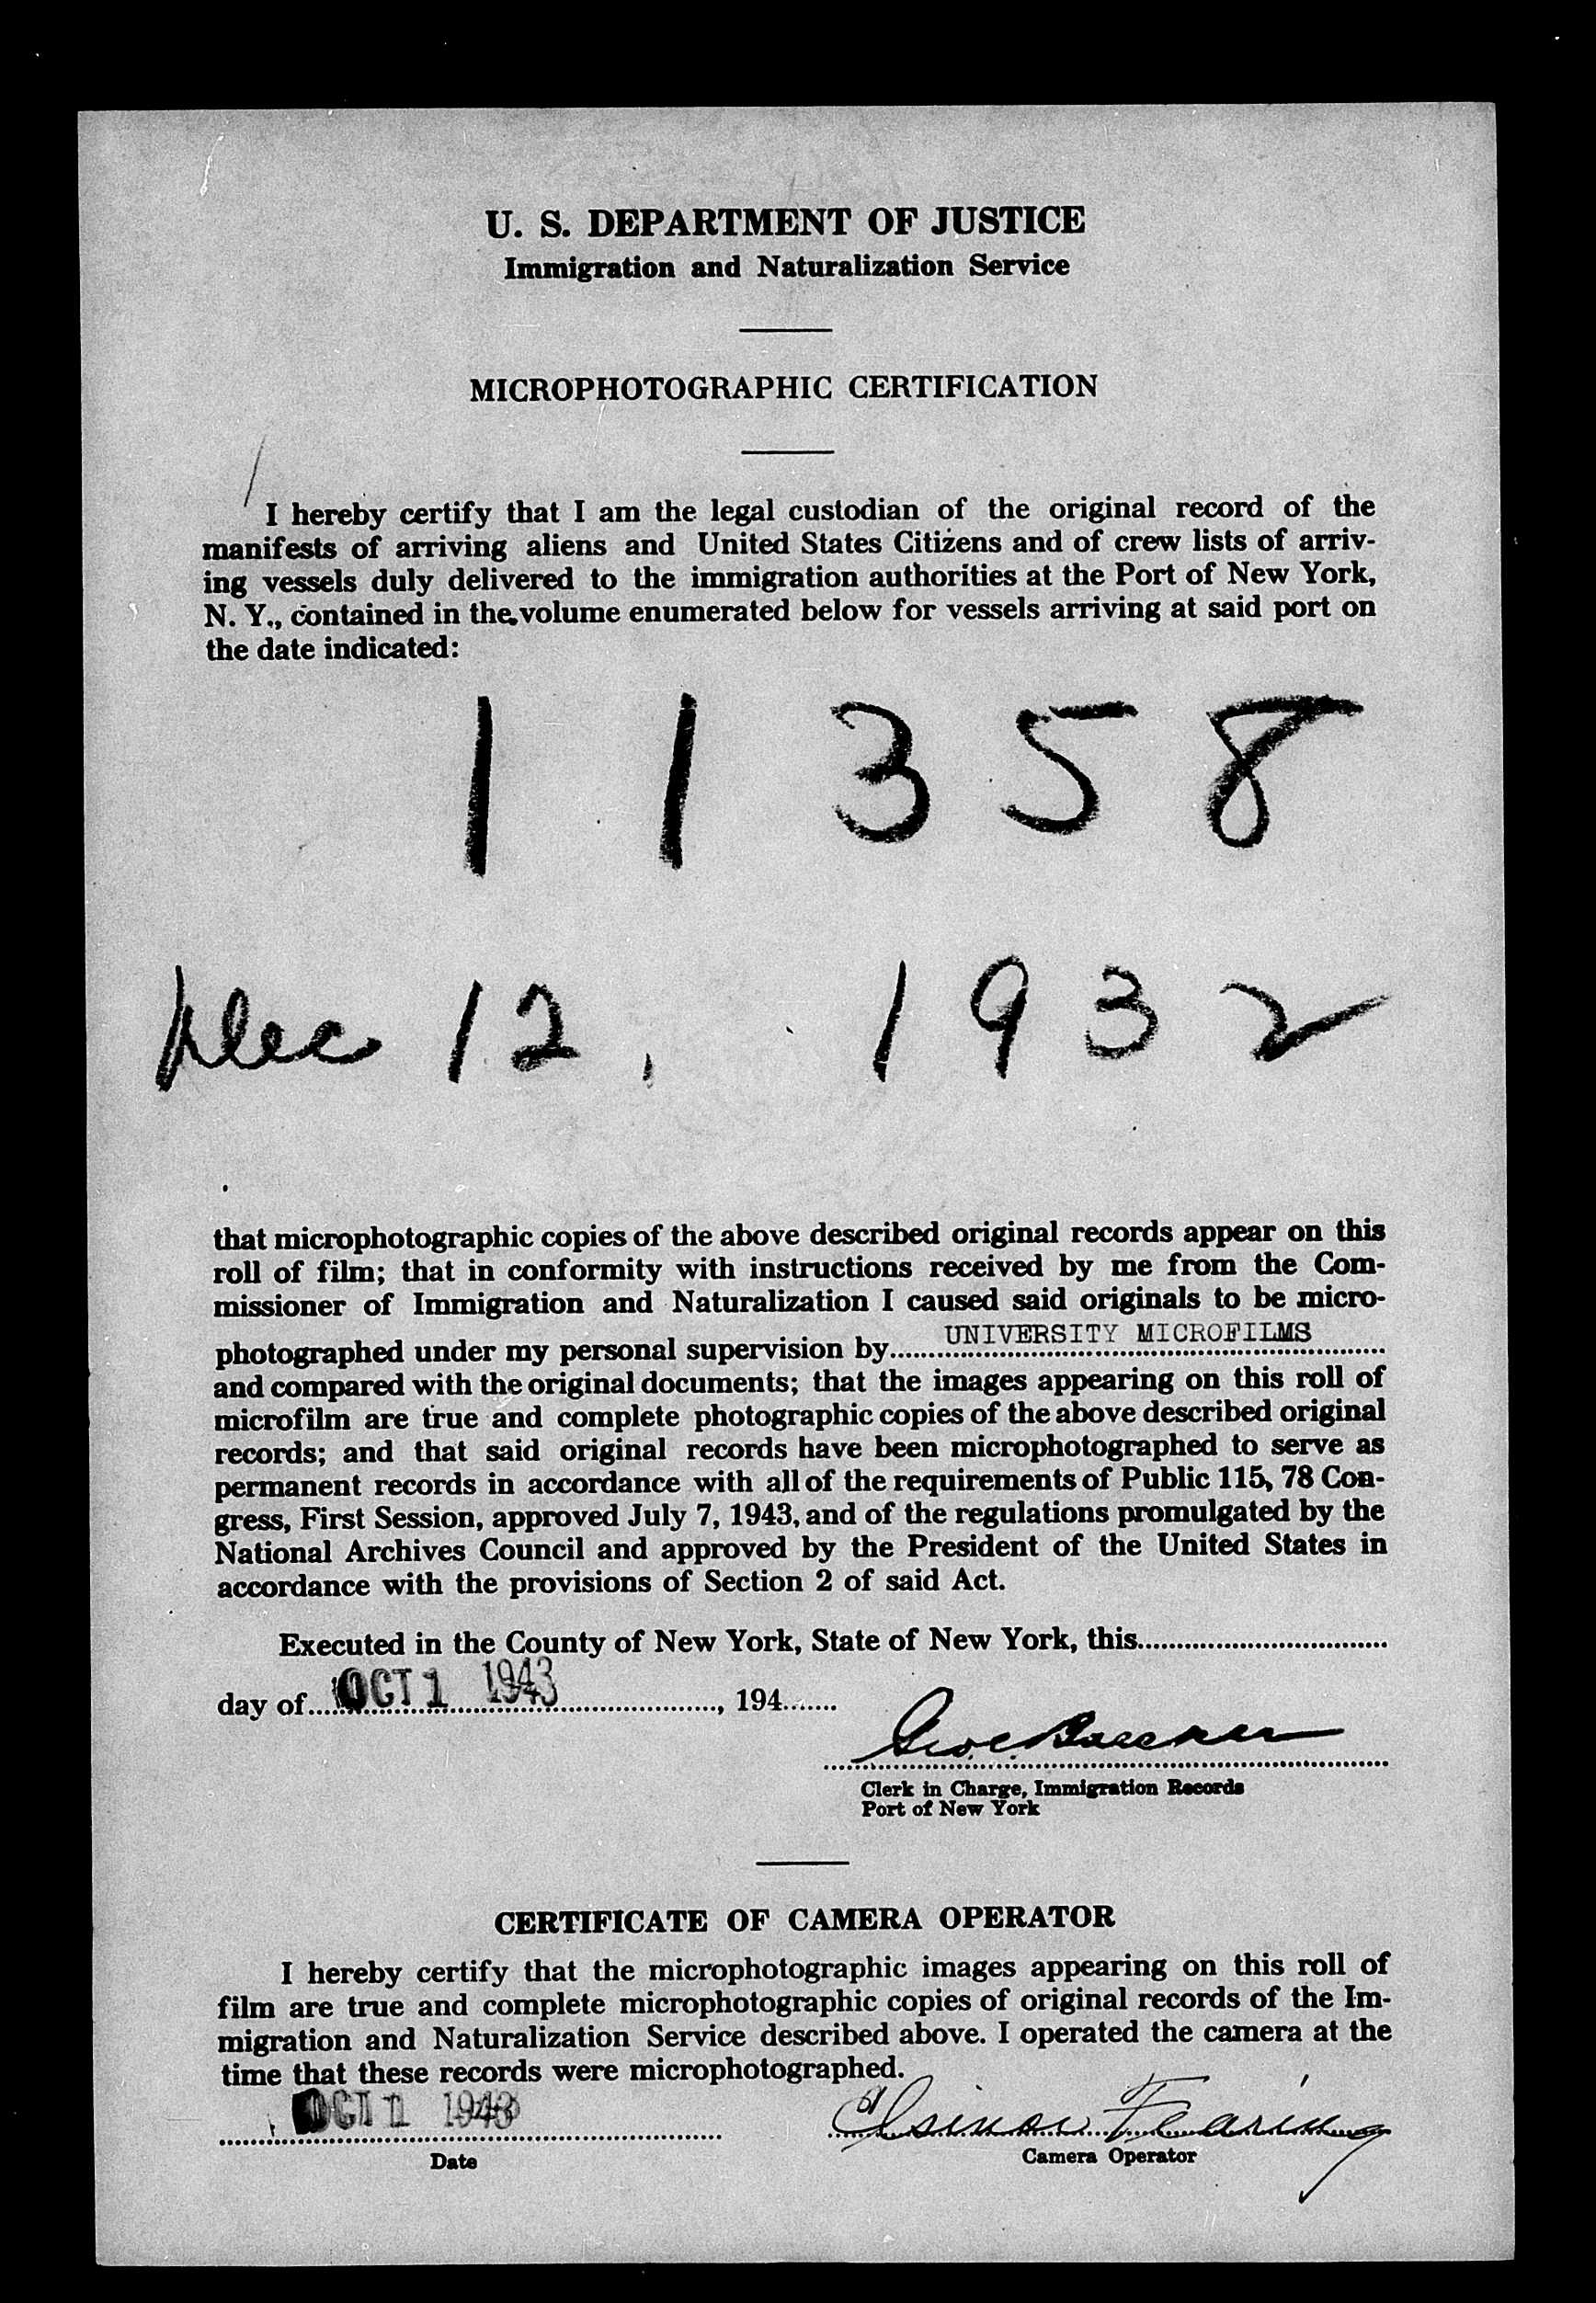 U. S. DEPARTMENT OF JUSTICE
Immigration and Naturalization Service
MICROPHOTOGRAPHIC CERTIFICATION
I hereby certify that I am the legal custodian of the original record of the
manifests of arriving aliens and United States Citizens and of crew lists of arriv-
ing vessels duly delivered to the immigration authorities at the Port of New York,
N. Y., contained in the volume enumerated below for vessels arriving at said port on
the date indicated:
11358
Dec 12, 1932
that microphotographic copies of the above described original records appear on this
roll of film; that in conformity with instructions received by me from the Com-
missioner of Immigration and Naturalization I caused said originals to be micro-
photographed under my personal supervision by UNIVERSITY MICROFILMS
and compared with the original documents; that the images appearing on this roll of
microfilm are true and complete photographic copies of the above described original
records; and that said original records have been microphotographed to serve as
permanent records in accordance with all of the requirements of Public 115, 78 Con-
gress, First Session, approved July 7, 1943, and of the regulations promulgated by the
National Archives Council and approved by the President of the United States in
accordance with the provisions of Section 2 of said Act.
Executed in the County of New York, State of New York, this
day of OCT 1 1943, 194
Clerk in Charge, Immigration Records
Port of New York
CERTIFICATE OF CAMERA OPERATOR
I hereby certify that the microphotographic images appearing on this roll of
film are true and complete microphotographic copies of original records of the Im-
migration and Naturalization Service described above. I operated the camera at the
time that these records were microphotographed.
OCT 1 1943 Fearing
Date Camera Operator